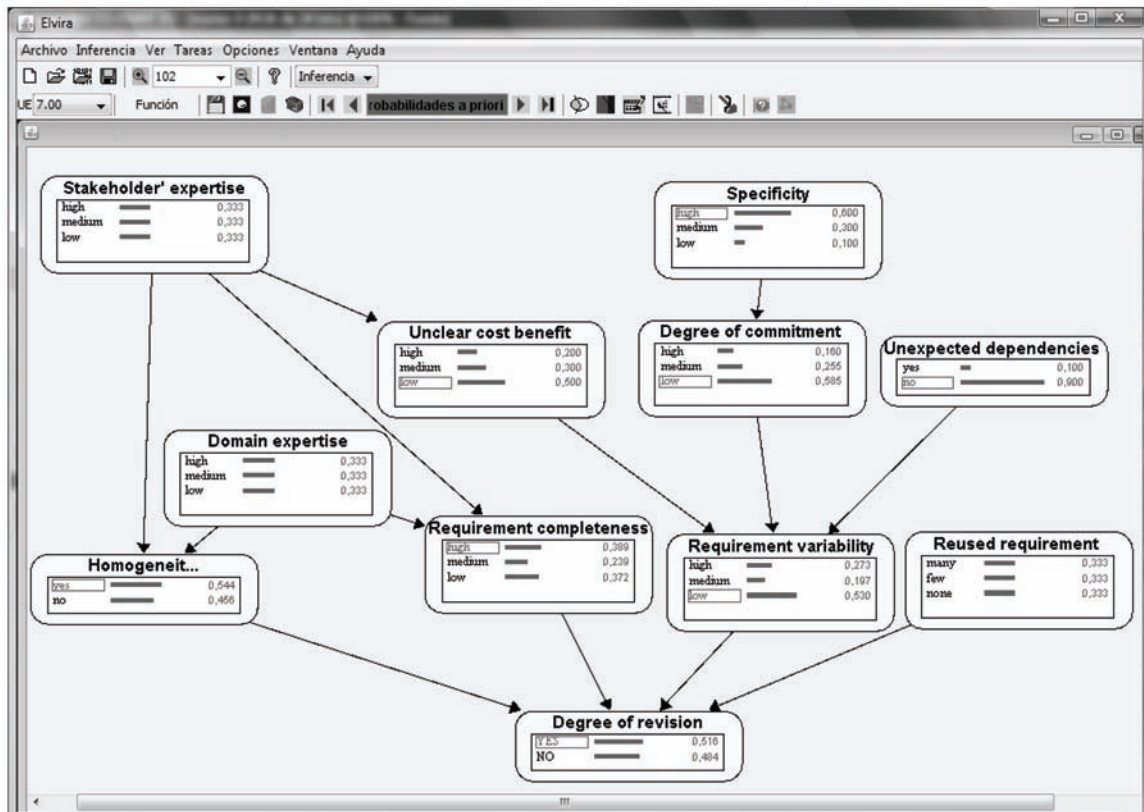 Elvira
Archivo Inferencia Ver Tareas Opciones Ventana Ayuda
102 Inferencia
UE 7.00 Función robabilidades a priori
Stakeholder' expertise
high 0,333
medium 0,333
low 0,333
Specificity
high 0,600
medium 0,300
low 0,100
Unclear cost benefit
high 0,200
medium 0,300
low 0,500
Degree of commitment
high 0,160
medium 0,255
low 0,585
Unexpected dependencies
yes 0,100
no 0,900
Domain expertise
high 0,333
medium 0,333
low 0,333
Requirement completeness
high 0,389
medium 0,239
low 0,372
Requirement variability
high 0,273
medium 0,197
low 0,530
Reused requirement
many 0,333
few 0,333
none 0,333
Homogeneit...
yes 0,544
no 0,456
Degree of revision
YES 0,516
NO 0,484